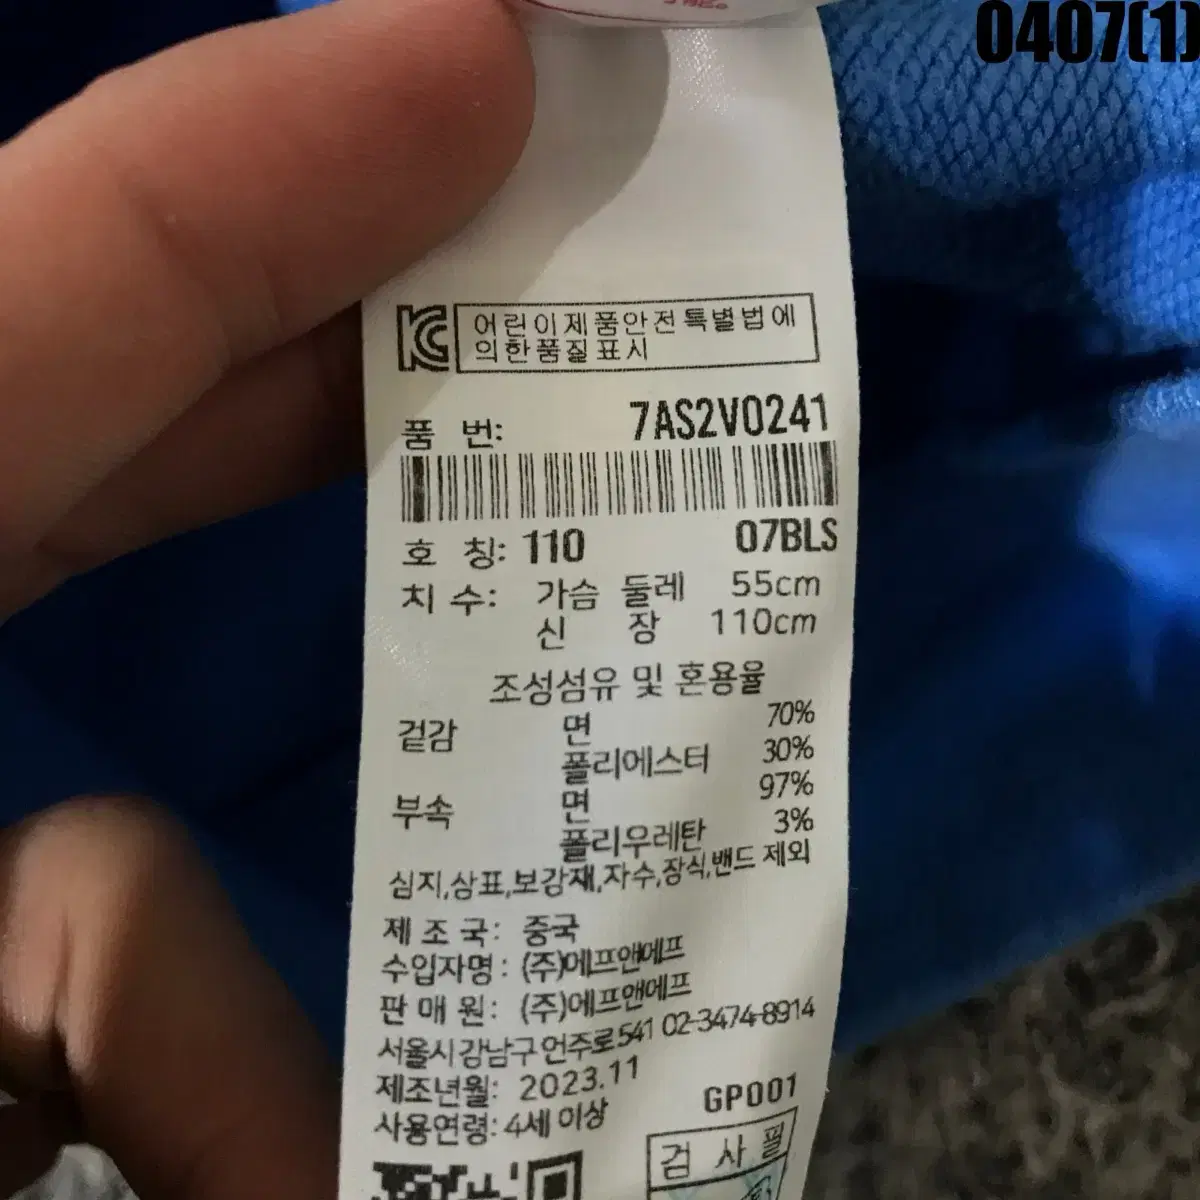 0407(1)
어린이제품안전특별법에
의한품질표시
품 번: 7AS2V0241
호 칭: 110 07BLS
치 수: 가슴 둘레 55cm
신 장 110cm
조성섬유 및 혼용율
겉감 면 70%
폴리에스터 30%
부속 면 97%
폴리우레탄 3%
심지,상표,보강재,자수,장식,밴드 제외
제 조 국: 중국
수입자명: (주)에프앤에프
판 매 원: (주)에프앤에프
서울시강남구언주로541 02-3474-8914
제조년월: 2023.11
사용연령: 4세이상
GP001
검 사 필